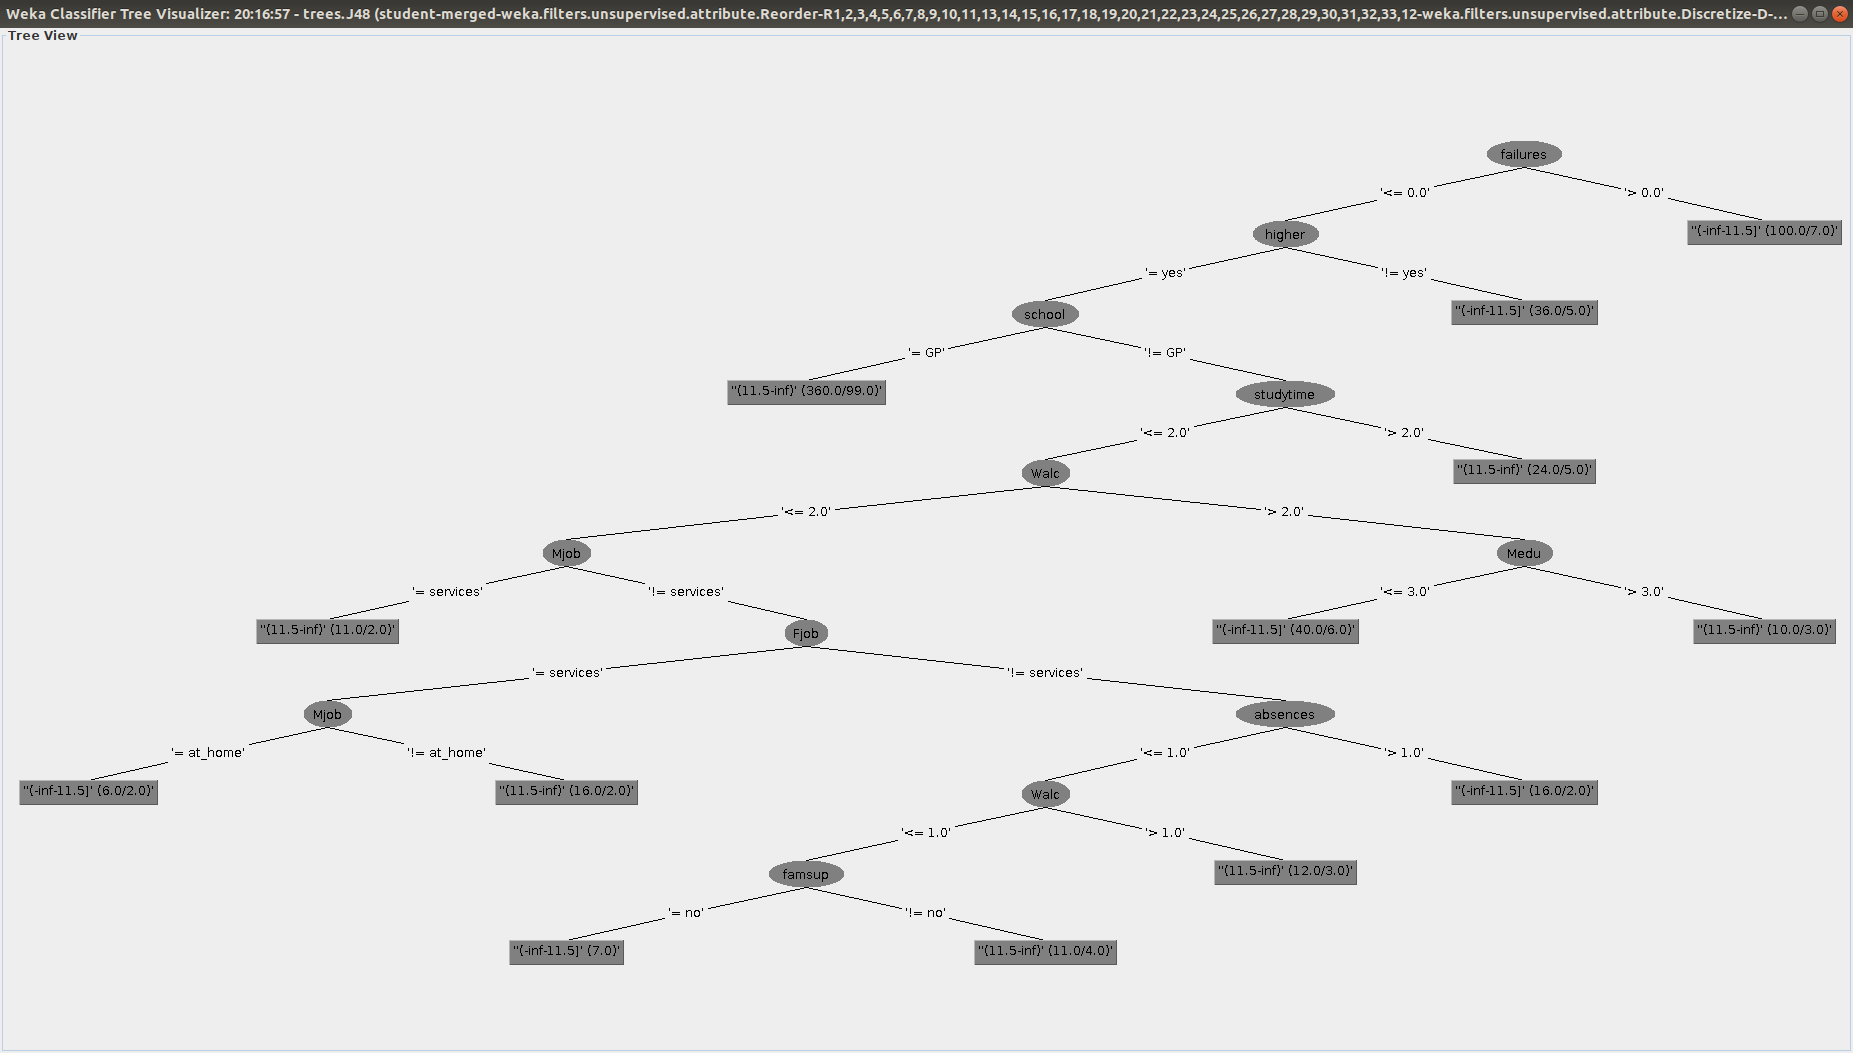 Weka Classifier Tree Visualizer: 20:16:57 - trees.J48 (student-merged-weka.filters.unsupervised.attribute.Reorder-R1,2,3,4,5,6,7,8,9,10,11,13,14,15,16,17,18,19,20,21,22,23,24,25,26,27,28,29,30,31,32,33,12-weka.filters.unsupervised.attribute.Discretize-D-...
Tree View
failures
'<= 0.0' '> 0.0'
higher ''(-inf-11.5]' (100.0/7.0)'
'= yes' '!= yes'
school ''(-inf-11.5]' (36.0/5.0)'
'= GP' '!= GP'
''(11.5-inf)' (360.0/99.0)' studytime
'<= 2.0' '> 2.0'
Walc ''(11.5-inf)' (24.0/5.0)'
'<= 2.0' '> 2.0'
Mjob Medu
'= services' '!= services' '<= 3.0' '> 3.0'
''(11.5-inf)' (11.0/2.0)' Fjob ''(-inf-11.5]' (40.0/6.0)' ''(11.5-inf)' (10.0/3.0)'
'= services' '!= services'
Mjob absences
'= at_home' '!= at_home' '<= 1.0' '> 1.0'
''(-inf-11.5]' (6.0/2.0)' ''(11.5-inf)' (16.0/2.0)' Walc ''(-inf-11.5]' (16.0/2.0)'
'<= 1.0' '> 1.0'
famsup ''(11.5-inf)' (12.0/3.0)'
'= no' '!= no'
''(-inf-11.5]' (7.0)' ''(11.5-inf)' (11.0/4.0)'